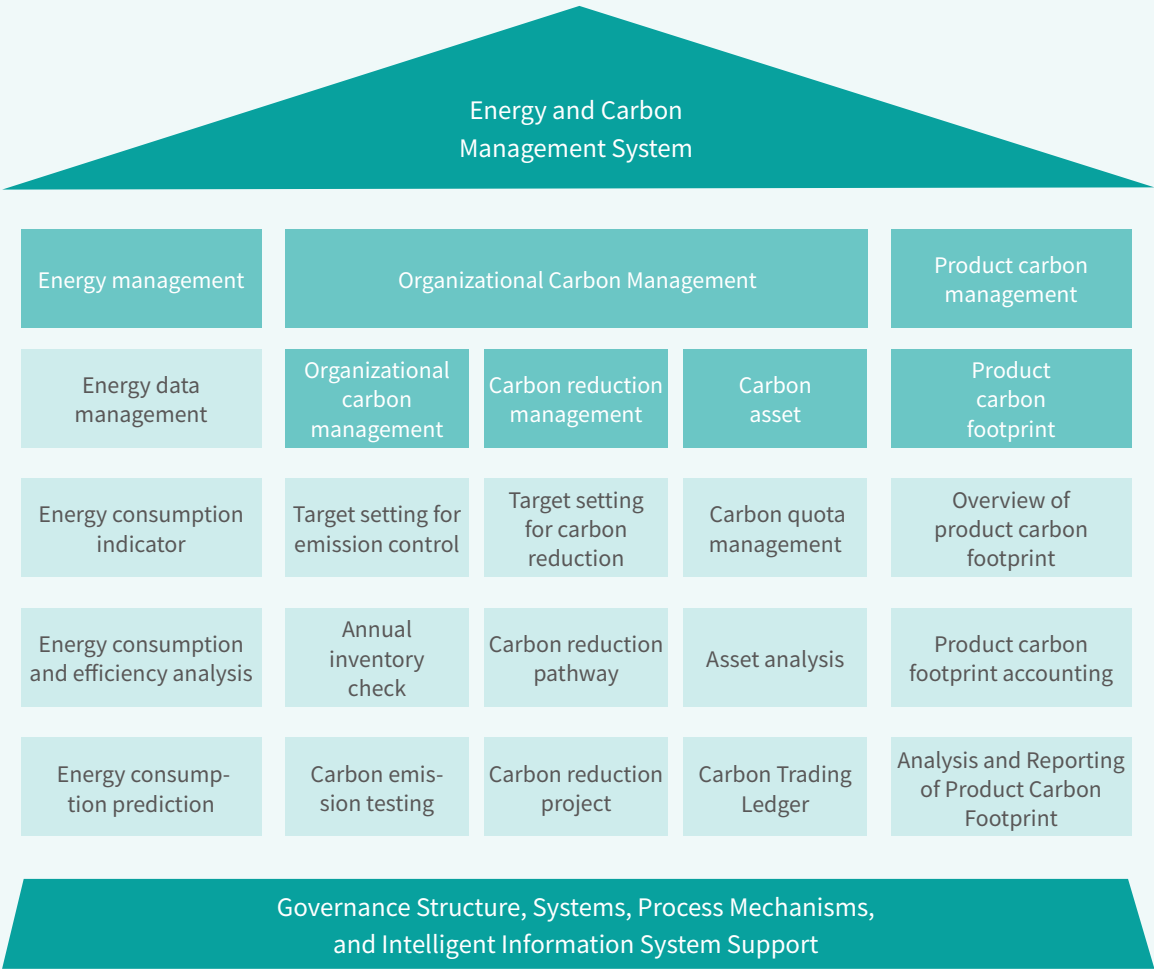 Energy and Carbon
Management System
Energy management
Organizational Carbon Management
Product carbon
management
Energy data
management
Organizational
carbon
management
Carbon reduction
management
Carbon
asset
Product
carbon
footprint
Energy consumption
indicator
Target setting for
emission control
Target setting
for carbon
reduction
Carbon quota
management
Overview of
product carbon
footprint
Energy consumption
and efficiency analysis
Annual
inventory
check
Carbon reduction
pathway
Asset analysis
Product carbon
footprint accounting
Energy consump-
tion prediction
Carbon emis-
sion testing
Carbon reduction
project
Carbon Trading
Ledger
Analysis and Reporting
of Product Carbon
Footprint
Governance Structure, Systems, Process Mechanisms,
and Intelligent Information System Support